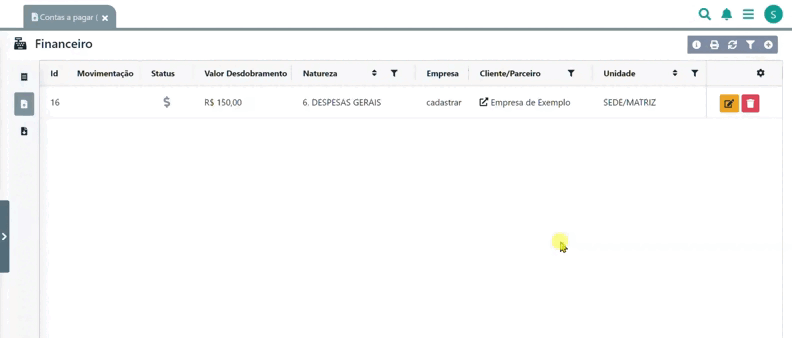 Contas a pagar (
S
Financeiro
Id Movimentação Status Valor Desdobramento Natureza Empresa Cliente/Parceiro Unidade
16 $ R$ 150,00 6. DESPESAS GERAIS cadastrar Empresa de Exemplo SEDE/MATRIZ